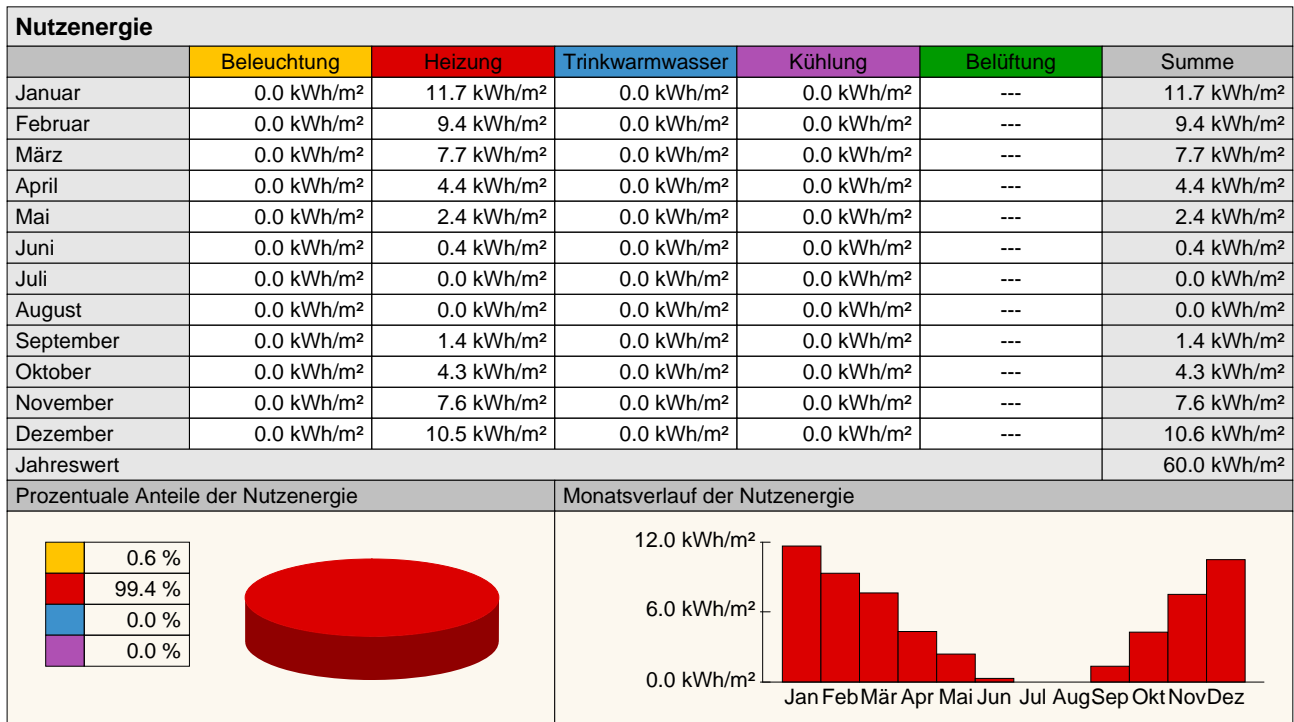 Nutzenergie
Beleuchtung Heizung Trinkwarmwasser Kühlung Belüftung Summe
Januar 0.0 kWh/m² 11.7 kWh/m² 0.0 kWh/m² 0.0 kWh/m² --- 11.7 kWh/m²
Februar 0.0 kWh/m² 9.4 kWh/m² 0.0 kWh/m² 0.0 kWh/m² --- 9.4 kWh/m²
März 0.0 kWh/m² 7.7 kWh/m² 0.0 kWh/m² 0.0 kWh/m² --- 7.7 kWh/m²
April 0.0 kWh/m² 4.4 kWh/m² 0.0 kWh/m² 0.0 kWh/m² --- 4.4 kWh/m²
Mai 0.0 kWh/m² 2.4 kWh/m² 0.0 kWh/m² 0.0 kWh/m² --- 2.4 kWh/m²
Juni 0.0 kWh/m² 0.4 kWh/m² 0.0 kWh/m² 0.0 kWh/m² --- 0.4 kWh/m²
Juli 0.0 kWh/m² 0.0 kWh/m² 0.0 kWh/m² 0.0 kWh/m² --- 0.0 kWh/m²
August 0.0 kWh/m² 0.0 kWh/m² 0.0 kWh/m² 0.0 kWh/m² --- 0.0 kWh/m²
September 0.0 kWh/m² 1.4 kWh/m² 0.0 kWh/m² 0.0 kWh/m² --- 1.4 kWh/m²
Oktober 0.0 kWh/m² 4.3 kWh/m² 0.0 kWh/m² 0.0 kWh/m² --- 4.3 kWh/m²
November 0.0 kWh/m² 7.6 kWh/m² 0.0 kWh/m² 0.0 kWh/m² --- 7.6 kWh/m²
Dezember 0.0 kWh/m² 10.5 kWh/m² 0.0 kWh/m² 0.0 kWh/m² --- 10.6 kWh/m²
Jahreswert 60.0 kWh/m²
Prozentuale Anteile der Nutzenergie
0.6 %
99.4 %
0.0 %
0.0 %
Monatsverlauf der Nutzenergie
12.0 kWh/m²
6.0 kWh/m²
0.0 kWh/m²
Jan Feb Mär Apr Mai Jun Jul Aug Sep Okt Nov Dez